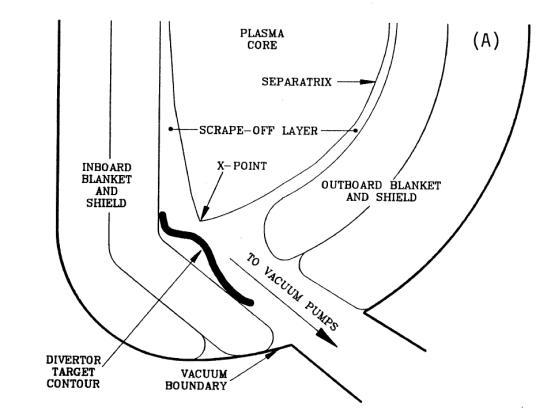 PLASMA
CORE
(A)
SEPARATRIX
SCRAPE-OFF LAYER
X-POINT
INBOARD
BLANKET
AND
SHIELD
OUTBOARD BLANKET
AND SHIELD
TO VACUUM PUMPS
DIVERTOR
TARGET
CONTOUR
VACUUM
BOUNDARY